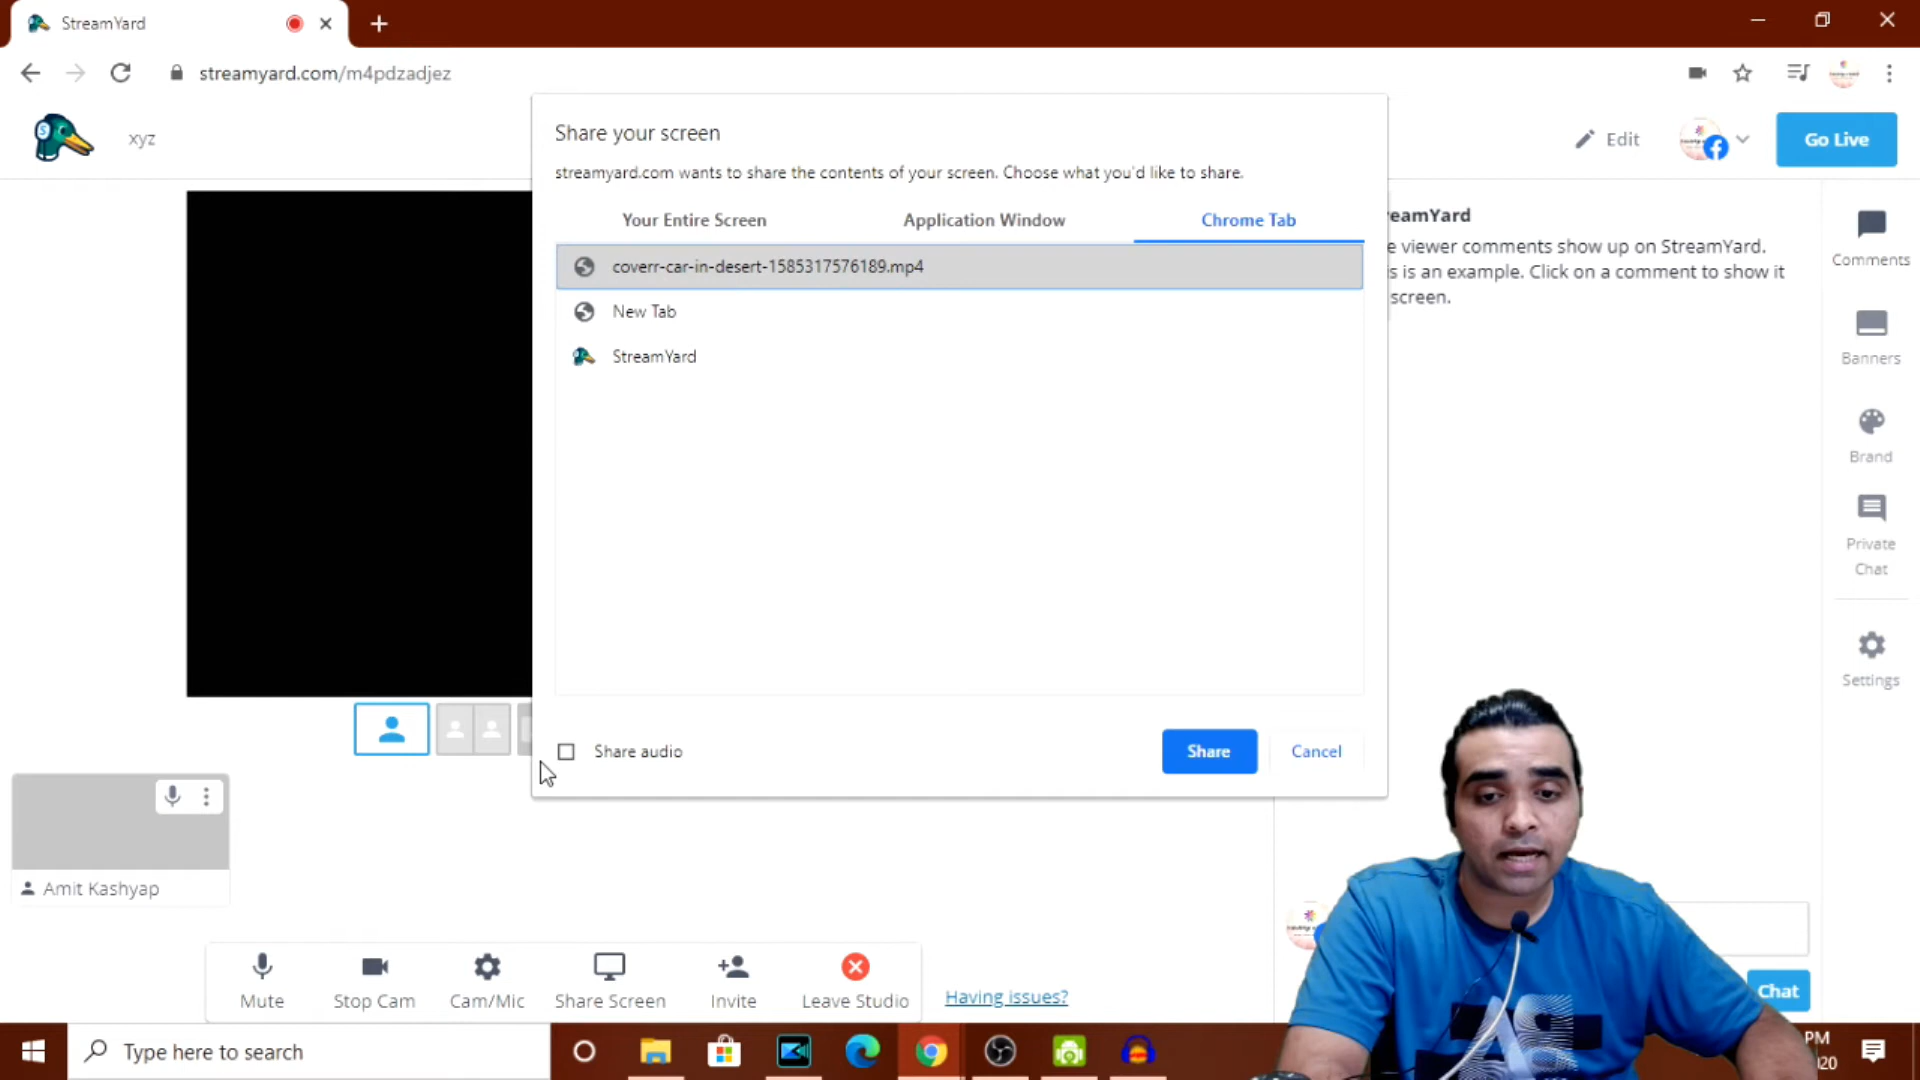 StreamYard
streamyard.com/m4pdzadjez
xyz
Edit
Go Live
Share your screen
streamyard.com wants to share the contents of your screen. Choose what you'd like to share.
Your Entire Screen
Application Window
Chrome Tab
coverr-car-in-desert-1585317576189.mp4
New Tab
StreamYard
Share audio
Share
Cancel
eamYard
e viewer comments show up on StreamYard.
s is an example. Click on a comment to show it
screen.
Comments
Banners
Brand
Private
Chat
Settings
Amit Kashyap
Mute
Stop Cam
Cam/Mic
Share Screen
Invite
Leave Studio
Having issues?
Chat
Type here to search
PM
020